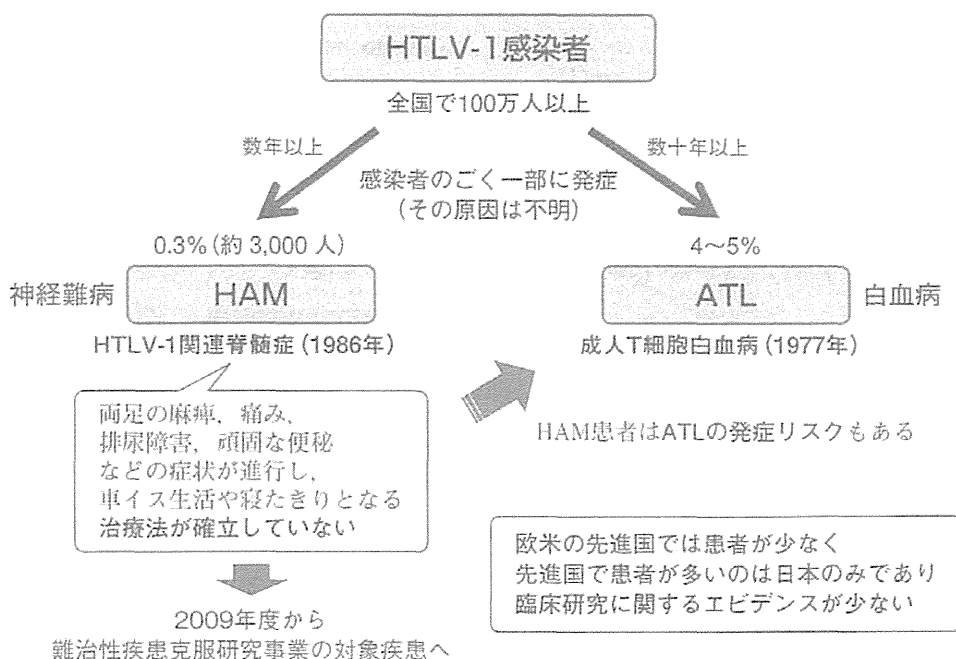 HTLV-1感染者
全国で100万人以上
数年以上
数十年以上
感染者のごく一部に発症
(その原因は不明)
0.3% (約 3,000 人)
4〜5%
神経難病
HAM
ATL
白血病
HTLV-1関連脊髄症 (1986年)
成人T細胞白血病 (1977年)
両足の麻痺, 痛み,
排尿障害, 頑固な便秘
などの症状が進行し,
車イス生活や寝たきりとなる
治療法が確立していない
HAM患者はATLの発症リスクもある
欧米の先進国では患者が少なく
先進国で患者が多いのは日本のみであり
臨床研究に関するエビデンスが少ない
2009年度から
難治性疾患克服研究事業の対象疾患へ